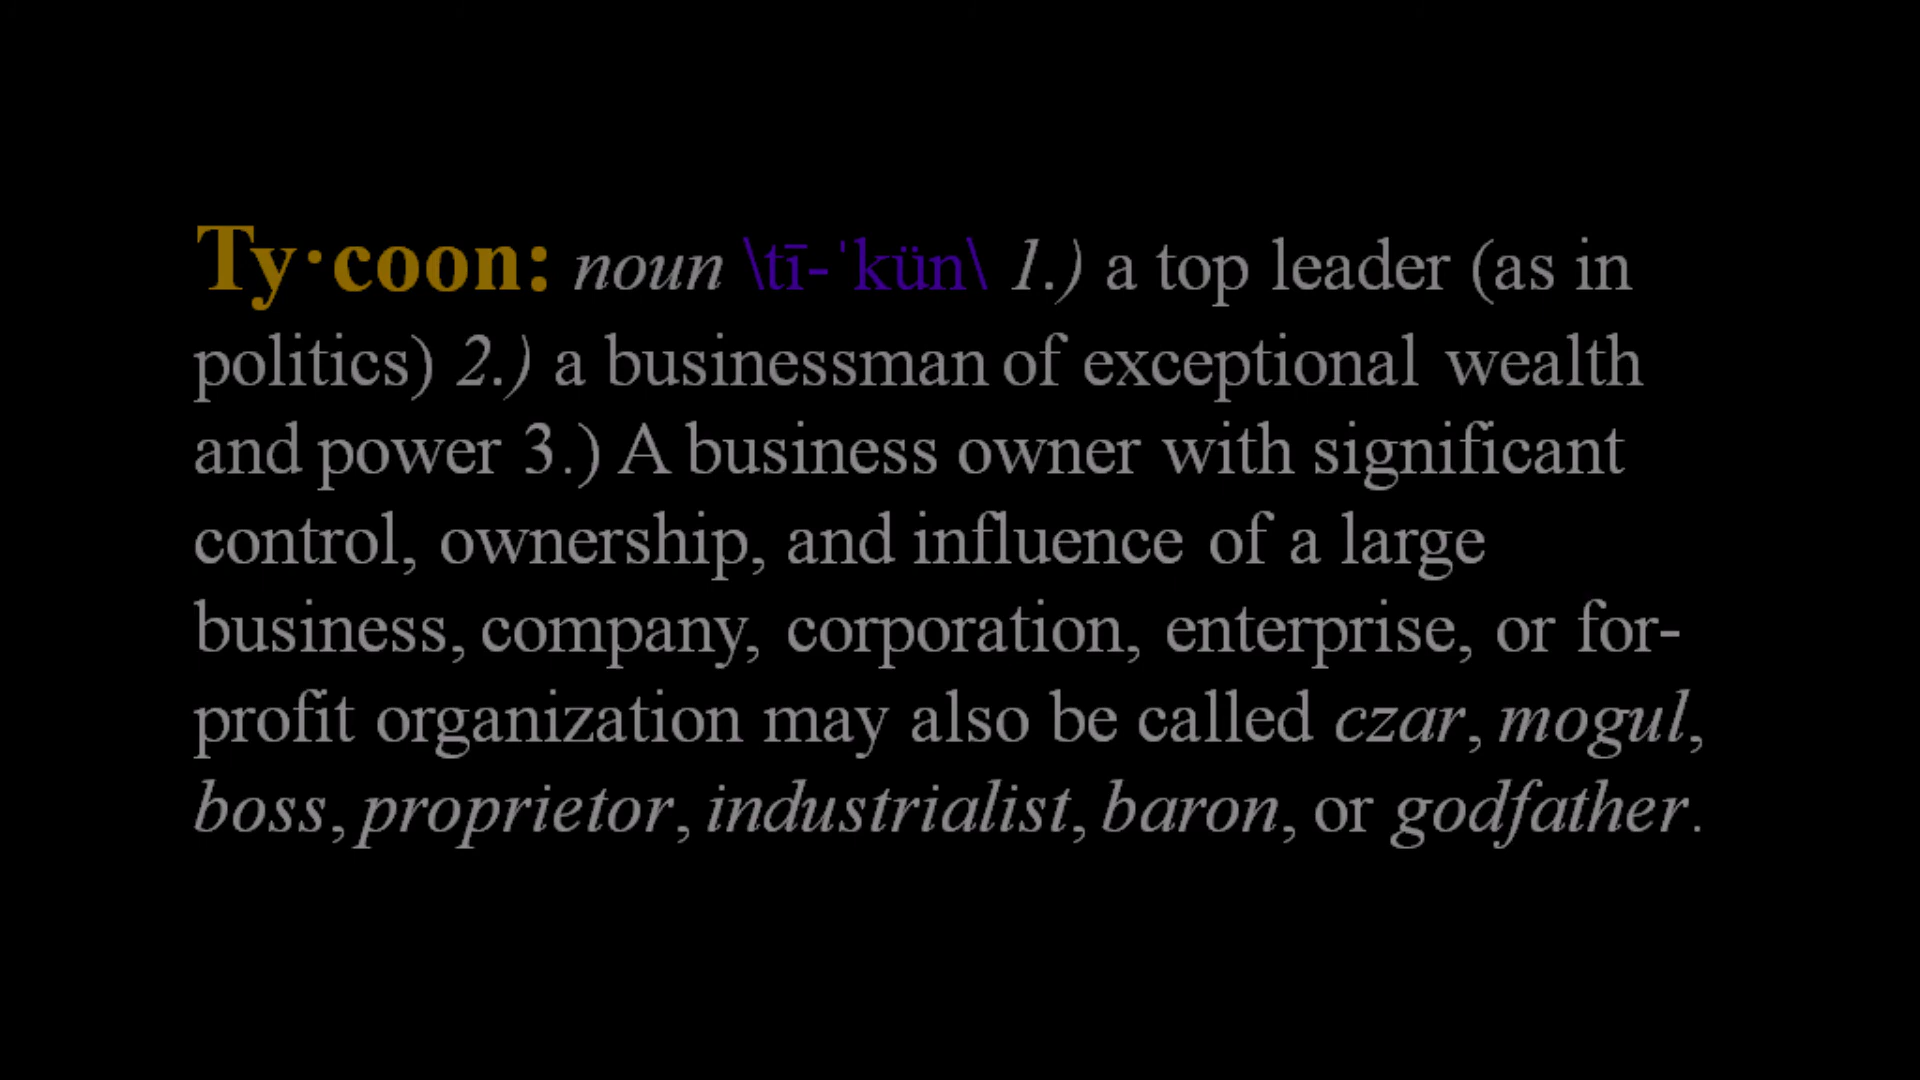 Ty·coon: noun \tī-ˈkün\ 1.) a top leader (as in
politics) 2.) a businessman of exceptional wealth
and power 3.) A business owner with significant
control, ownership, and influence of a large
business, company, corporation, enterprise, or for-
profit organization may also be called czar, mogul,
boss, proprietor, industrialist, baron, or godfather.